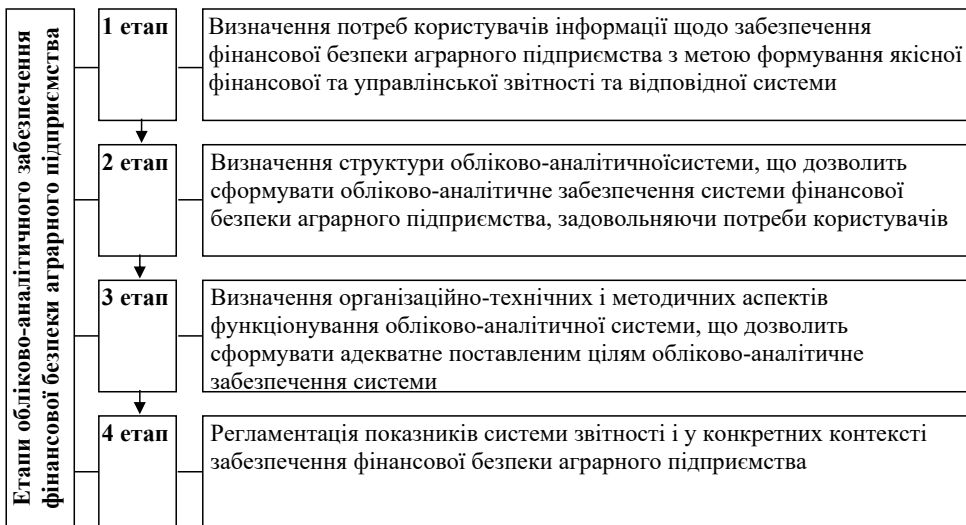 Етапи обліково-аналітичного забезпечення
фінансової безпеки аграрного підприємства
1 етап
Визначення потреб користувачів інформації щодо забезпечення
фінансової безпеки аграрного підприємства з метою формування якісної
фінансової та управлінської звітності та відповідної системи
2 етап
Визначення структури обліково-аналітичноїсистеми, що дозволить
сформувати обліково-аналітичне забезпечення системи фінансової
безпеки аграрного підприємства, задовольняючи потреби користувачів
3 етап
Визначення організаційно-технічних і методичних аспектів
функціонування обліково-аналітичної системи, що дозволить
сформувати адекватне поставленим цілям обліково-аналітичне
забезпечення системи
4 етап
Регламентація показників системи звітності і у конкретних контексті
забезпечення фінансової безпеки аграрного підприємства